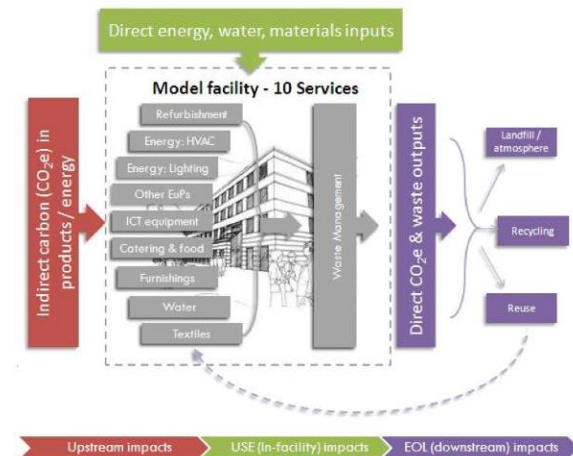 Direct energy, water, materials inputs
Model facility - 10 Services
Indirect carbon (CO₂e) in
products / energy
Refurbishment
Energy: HVAC
Energy: Lighting
Other EuPs
ICT equipment
Catering & food
Furnishings
Water
Textiles
Waste Management
Direct CO₂e & waste outputs
Landfill /
atmosphere
Recycling
Reuse
Upstream impacts
USE (In-facility) impacts
EOL (downstream) impacts